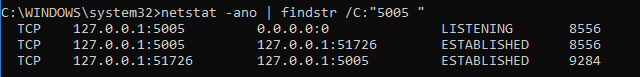 C:\WINDOWS\system32>netstat -ano | findstr /C:"5005 "
TCP 127.0.0.1:5005 0.0.0.0:0 LISTENING 8556
TCP 127.0.0.1:5005 127.0.0.1:51726 ESTABLISHED 8556
TCP 127.0.0.1:51726 127.0.0.1:5005 ESTABLISHED 9284